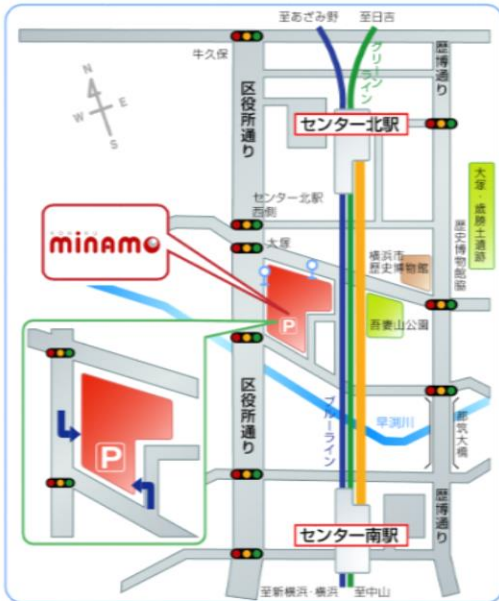 至あざみ野
至日吉
牛久保
グリーンライン
歴博通り
N
W
E
S
区役所通り
センター北駅
大塚・歳勝土遺跡
センター北駅
西側
大塚
YOTSUBAKO
minamo
横浜市
歴史博物館
歴史博物館脇
P
吾妻山公園
区役所通り
ブルーライン
早渕川
都筑大橋
P
歴博通り
センター南駅
至新横浜・横浜
至中山